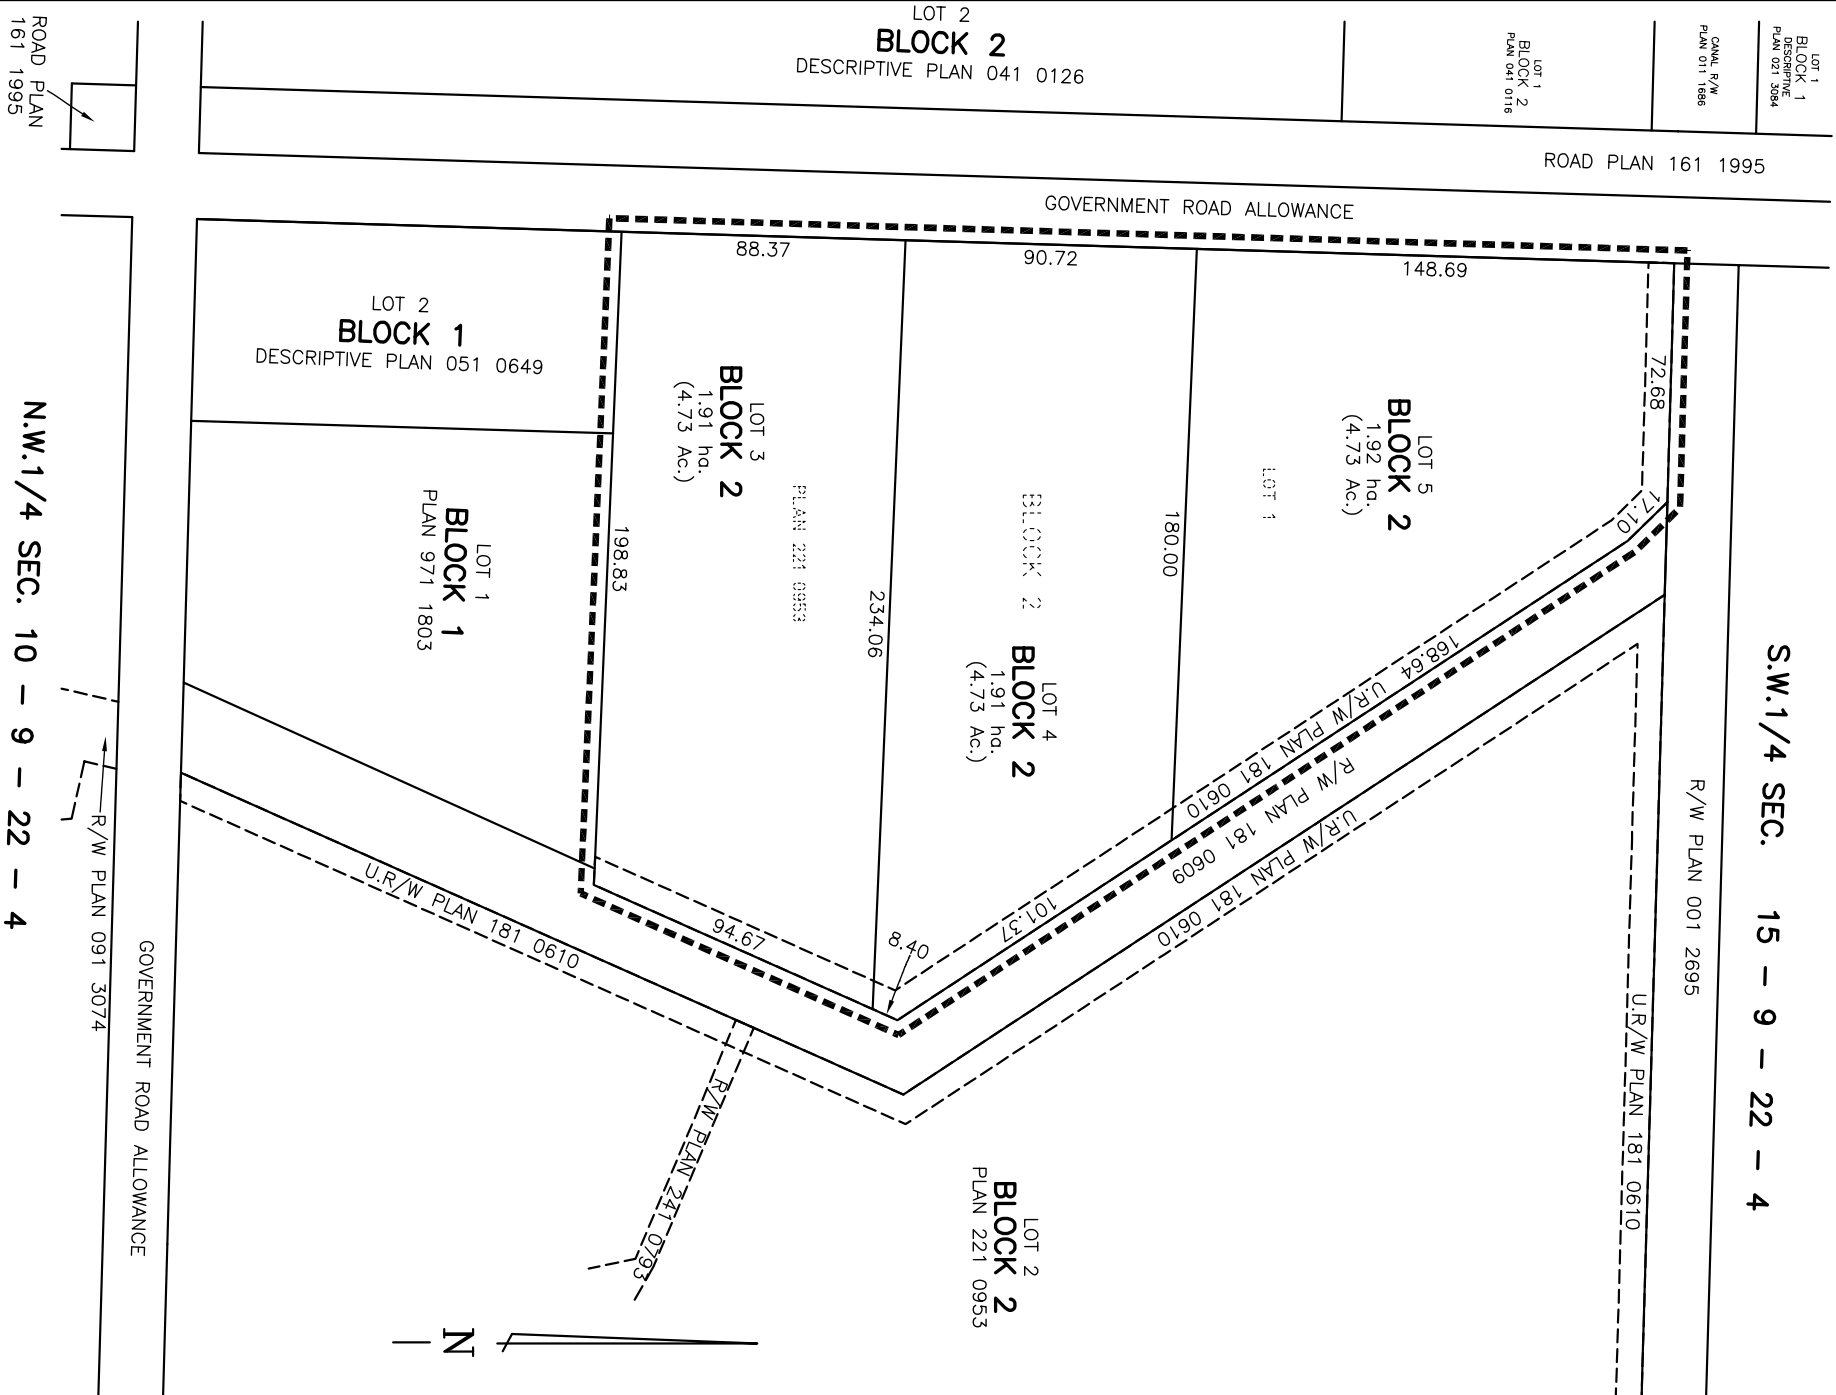 LOT 2
BLOCK 2
DESCRIPTIVE PLAN 041 0126
LOT 1
BLOCK 2
PLAN 041 0116
CANAL R/W
PLAN 011 1686
LOT 1
BLOCK 1
DESCRIPTIVE
PLAN 021 3084
ROAD PLAN
161 1995
ROAD PLAN 161 1995
GOVERNMENT ROAD ALLOWANCE
88.37
90.72
148.69
LOT 2
BLOCK 1
DESCRIPTIVE PLAN 051 0649
LOT 3
BLOCK 2
1.91 ha.
(4.73 Ac.)
PLAN 221 0953
BLOCK 2
LOT 1
LOT 5
BLOCK 2
1.92 ha.
(4.73 Ac.)
72.68
17.10
LOT 1
BLOCK 1
PLAN 971 1803
198.83
234.06
180.00
LOT 4
BLOCK 2
1.91 ha.
(4.73 Ac.)
168.64
U.R/W PLAN 181 0610
R/W PLAN 181 0609
U.R/W PLAN 181 0610
101.37
8.40
94.67
U.R/W PLAN 181 0610
R/W PLAN 241 0793
LOT 2
BLOCK 2
PLAN 221 0953
U.R/W PLAN 181 0610
R/W PLAN 001 2695
S.W.1/4 SEC. 15 - 9 - 22 - 4
N.W.1/4 SEC. 10 - 9 - 22 - 4
R/W PLAN 091 3074
GOVERNMENT ROAD ALLOWANCE
N